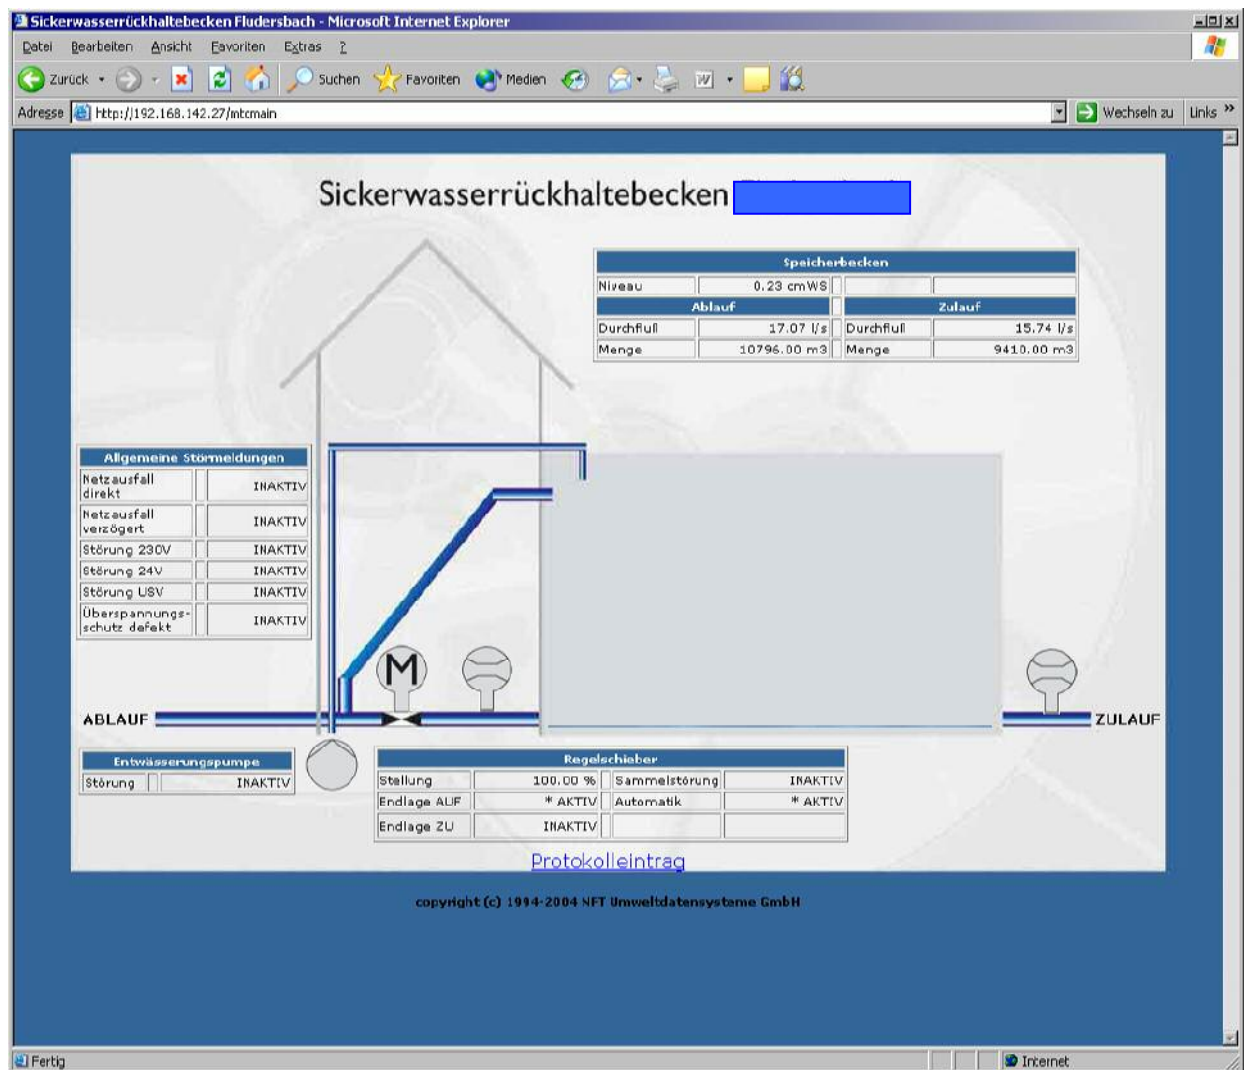 Sickerwasserrückhaltebecken Fludersbach - Microsoft Internet Explorer
Datei Bearbeiten Ansicht Favoriten Extras ?
Zurück Suchen Favoriten Medien
Adresse http://192.168.142.27/mtcmain Wechseln zu Links »
Sickerwasserrückhaltebecken
Speicherbecken
Niveau 0.23 cmWS
Ablauf Zulauf
Durchfluß 17.07 l/s Durchfluß 15.74 l/s
Menge 10796.00 m3 Menge 9410.00 m3
Allgemeine Störmeldungen
Netzausfall
direkt INAKTIV
Netzausfall
verzögert INAKTIV
Störung 230V INAKTIV
Störung 24V INAKTIV
Störung USV INAKTIV
Überspannungs-
schutz defekt INAKTIV
M
ABLAUF ZULAUF
Entwässerungspumpe
Störung INAKTIV
Regelschieber
Stellung 100.00 % Sammelstörung INAKTIV
Endlage AUF * AKTIV Automatik * AKTIV
Endlage ZU INAKTIV
Protokolleintrag
copyright (c) 1994-2004 NFT Umweltdatensysteme GmbH
Fertig Internet